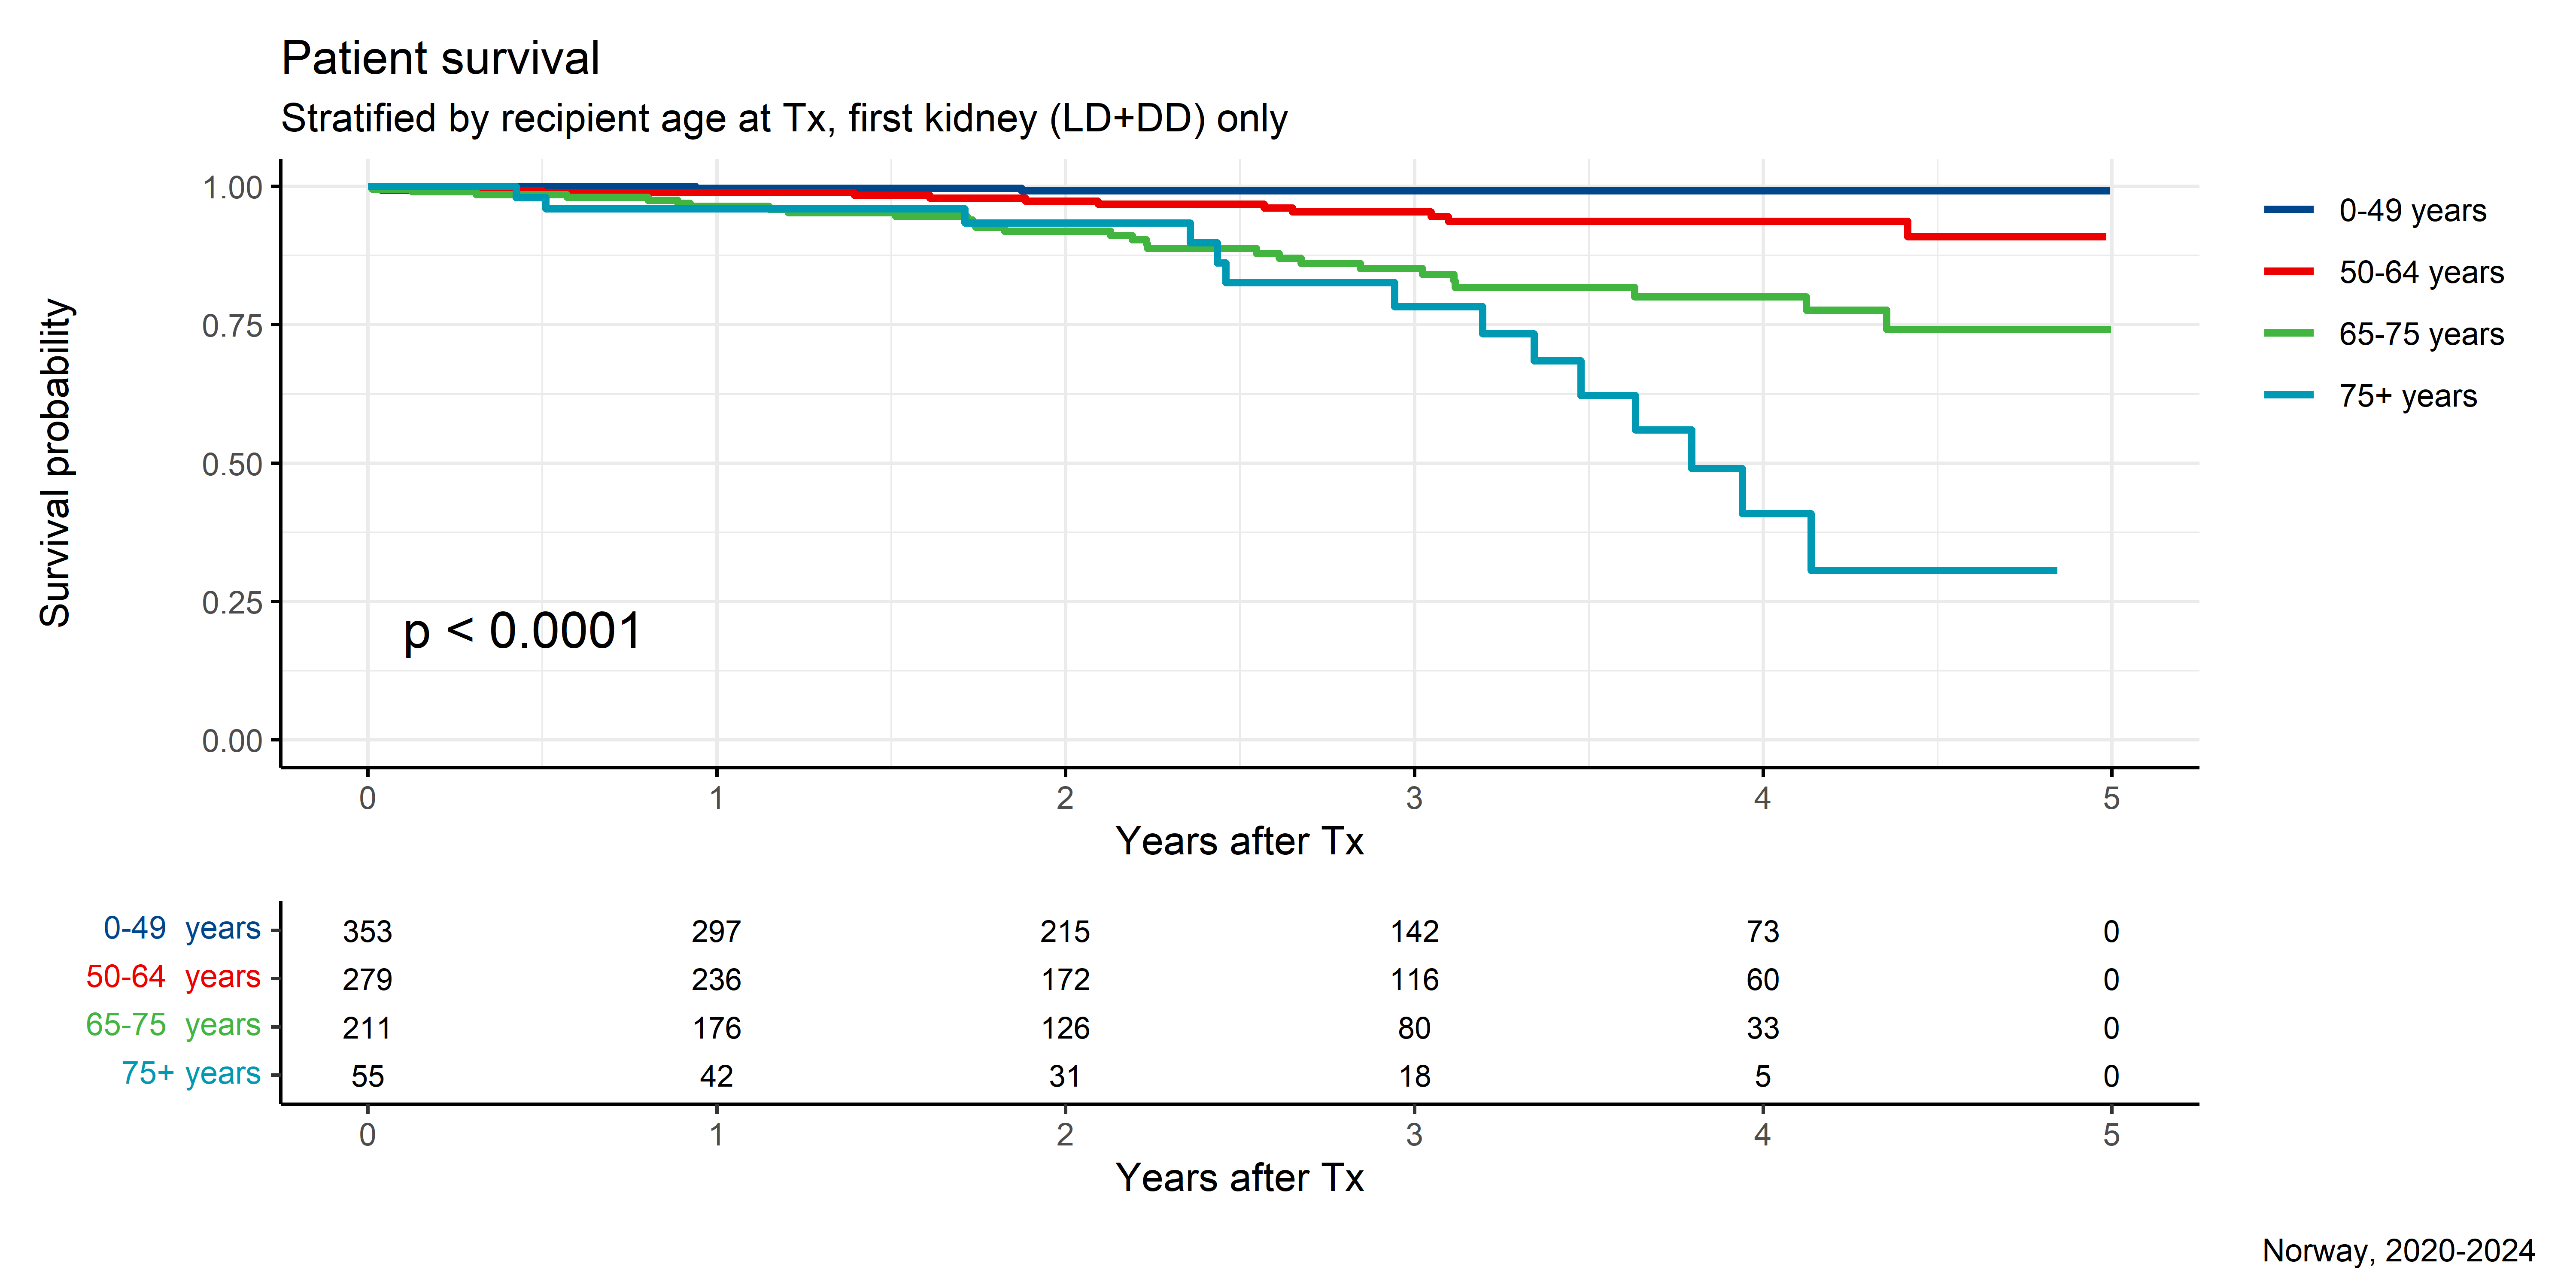 Patient survival
Stratified by recipient age at Tx, first kidney (LD+DD) only
Survival probability
1.00
0.75
0.50
0.25
0.00
p < 0.0001
0 1 2 3 4 5
Years after Tx
0-49 years
50-64 years
65-75 years
75+ years
0-49 years 353 297 215 142 73 0
50-64 years 279 236 172 116 60 0
65-75 years 211 176 126 80 33 0
75+ years 55 42 31 18 5 0
0 1 2 3 4 5
Years after Tx
Norway, 2020-2024